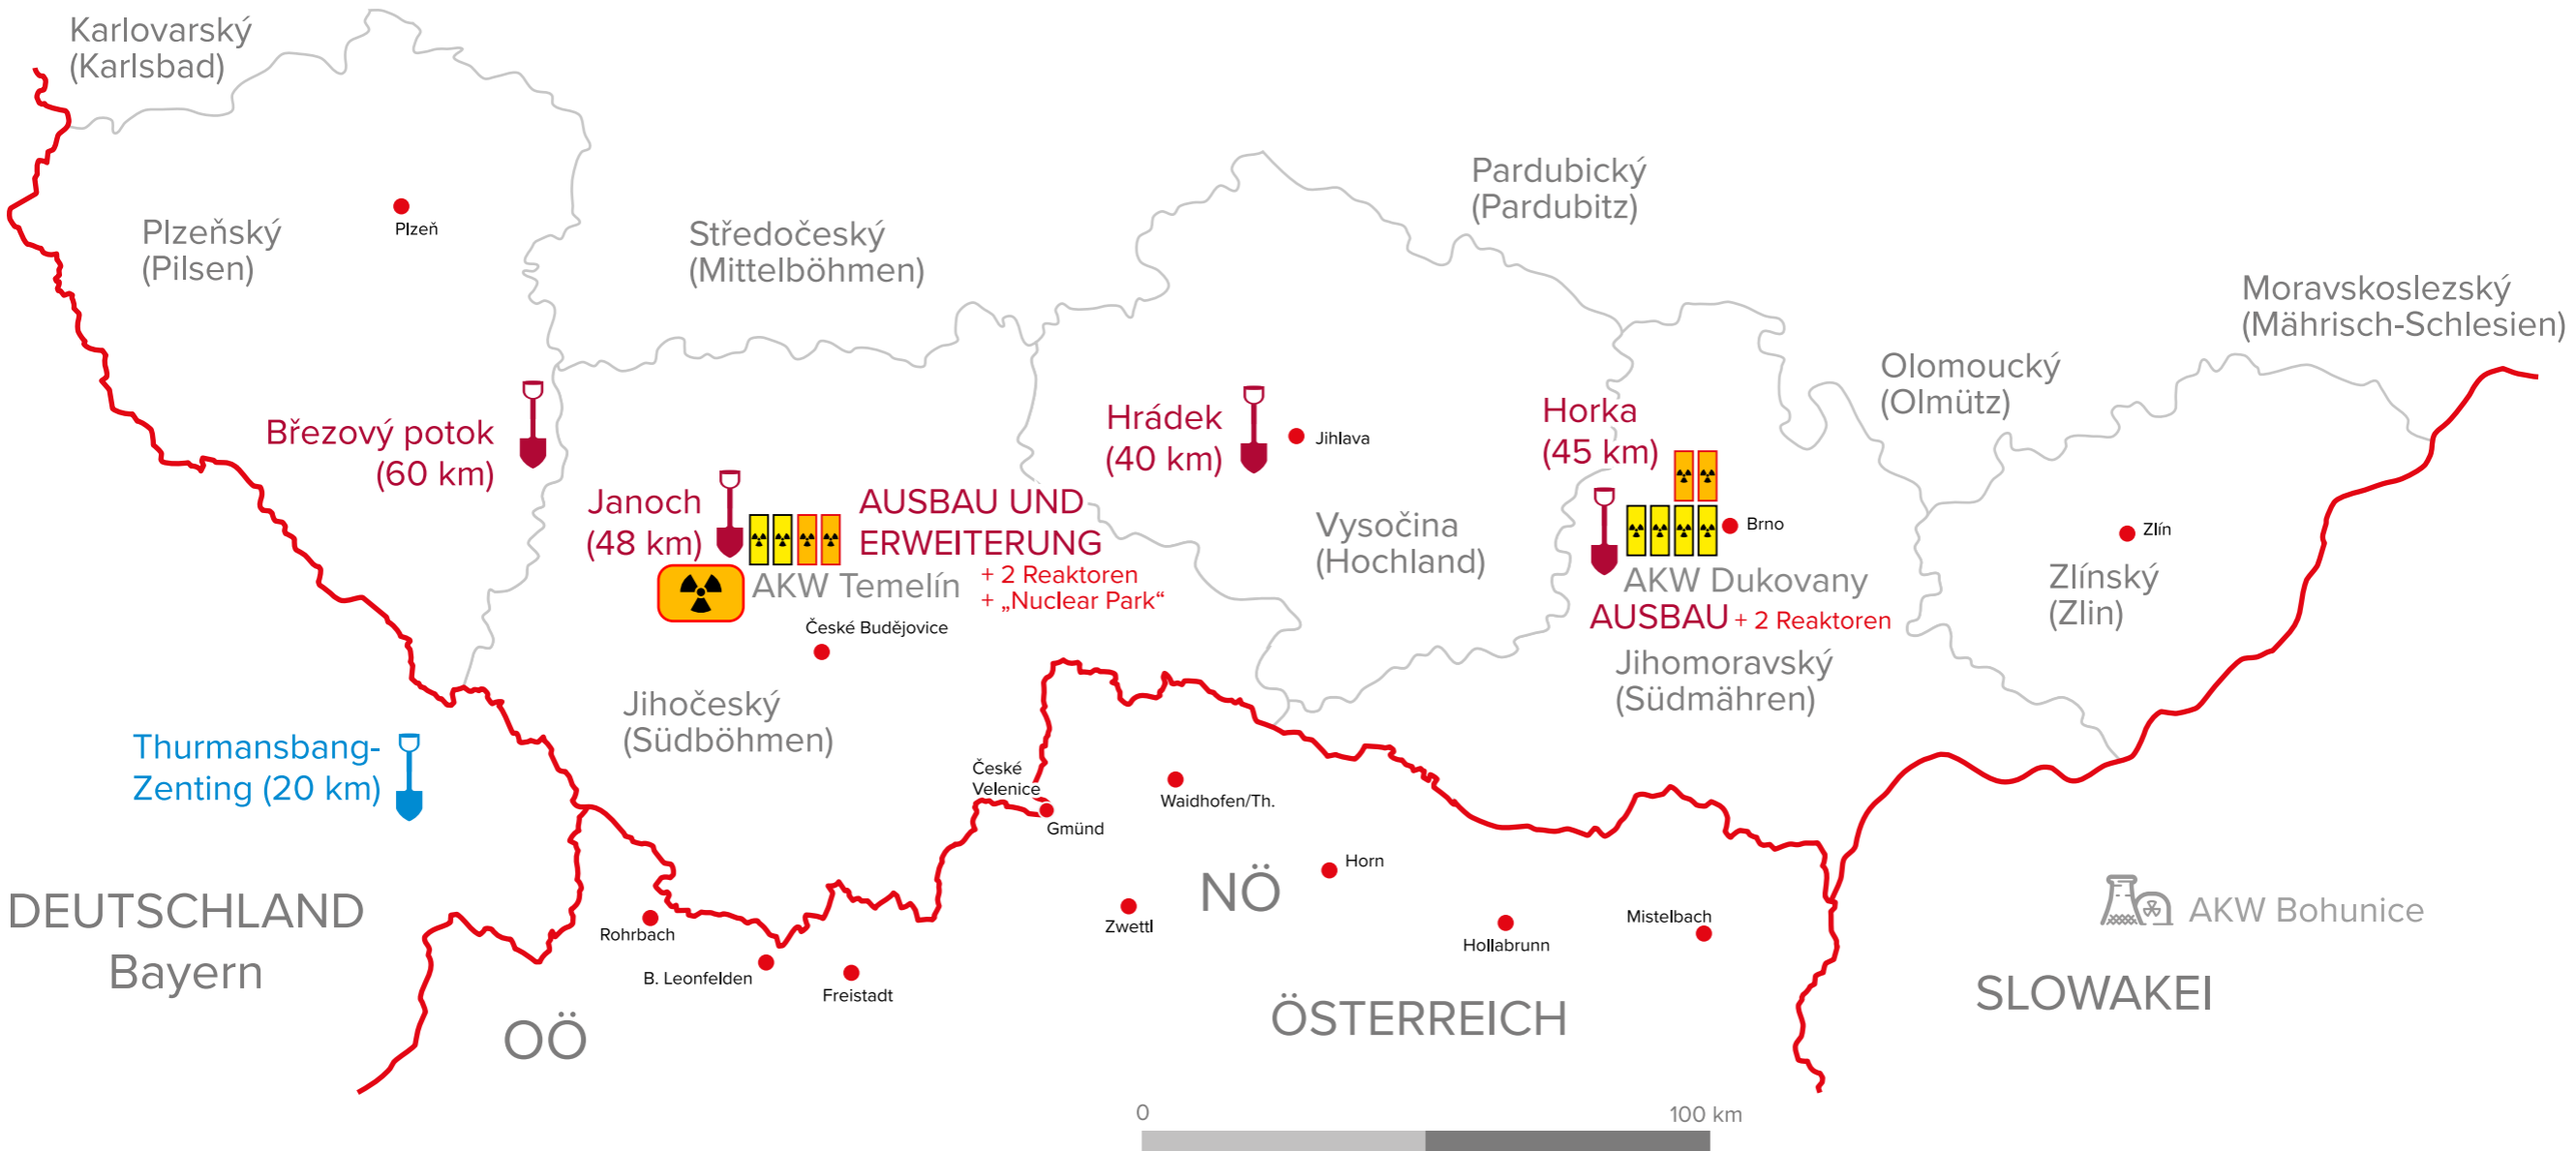 Karlovarský
(Karlsbad)
Plzeňský
(Pilsen)
Plzeň
Středočeský
(Mittelböhmen)
Pardubický
(Pardubitz)
Moravskoslezský
(Mährisch-Schlesien)
Olomoucký
(Olmütz)
Březový potok
(60 km)
Janoch
(48 km)
AUSBAU UND
ERWEITERUNG
AKW Temelín
+ 2 Reaktoren
+ „Nuclear Park“
České Budějovice
Jihočeský
(Südböhmen)
Hrádek
(40 km)
Jihlava
Vysočina
(Hochland)
Horka
(45 km)
Brno
AKW Dukovany
AUSBAU + 2 Reaktoren
Jihomoravský
(Südmähren)
Zlín
Zlínský
(Zlin)
Thurmansbang-
Zenting (20 km)
České
Velenice
Gmünd
Waidhofen/Th.
Horn
NÖ
Zwettl
Hollabrunn
Mistelbach
DEUTSCHLAND
Bayern
Rohrbach
B. Leonfelden
Freistadt
OÖ
ÖSTERREICH
AKW Bohunice
SLOWAKEI
0
100 km